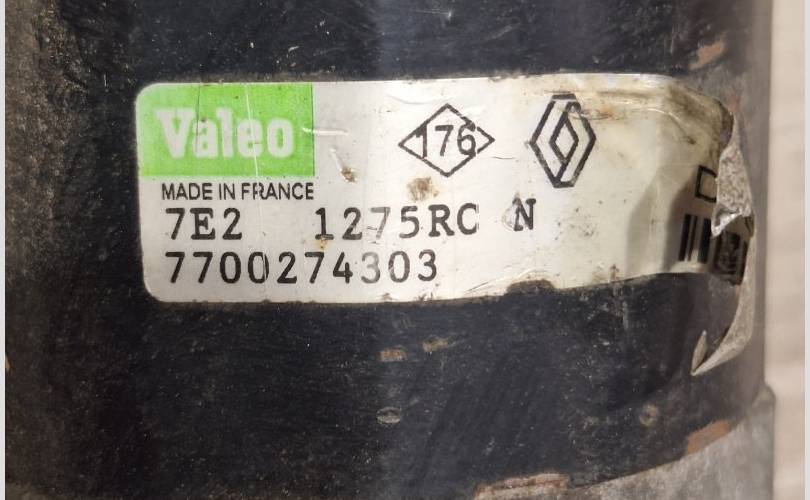 Valeo
176
MADE IN FRANCE
7E2 1275RC N
7700274303